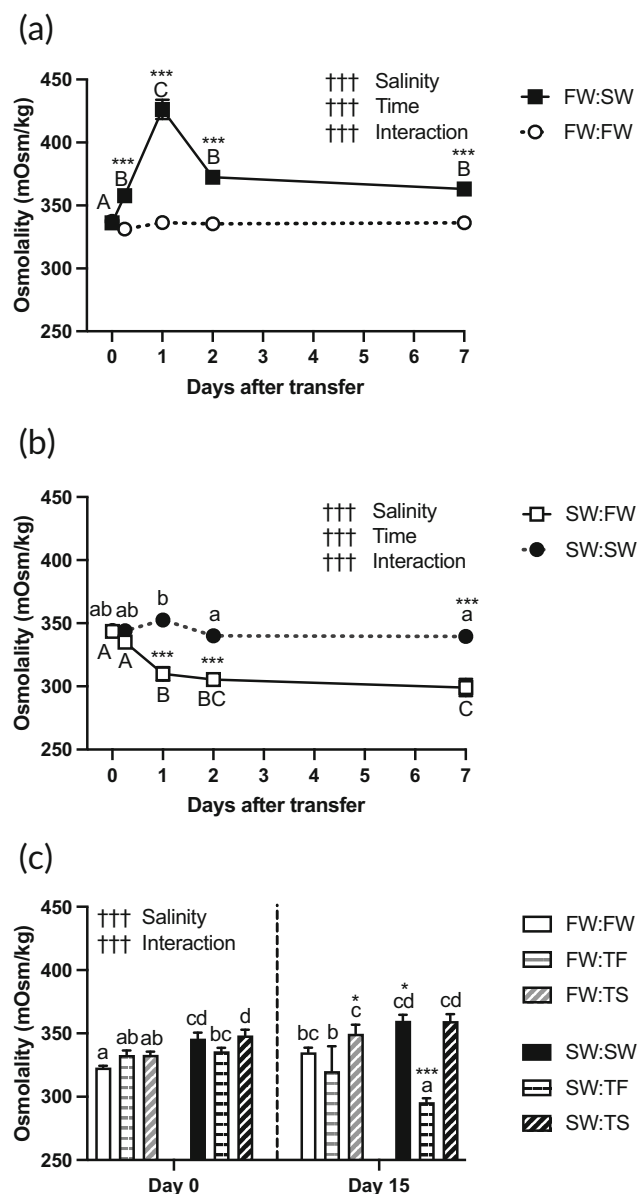 (a)
450
400
350
300
250
Osmolality (mOsm/kg)
††† Salinity
††† Time
††† Interaction
FW:SW
FW:FW
A
***
B
***
C
***
B
***
B
0 1 2 3 4 5 6 7
Days after transfer
(b)
450
400
350
300
250
Osmolality (mOsm/kg)
††† Salinity
††† Time
††† Interaction
SW:FW
SW:SW
ab ab b a
***
a
A A
***
B
***
BC
C
0 1 2 3 4 5 6 7
Days after transfer
(c)
450
400
350
300
250
Osmolality (mOsm/kg)
††† Salinity
††† Interaction
a ab ab cd bc d
bc b
*
c
*
cd
***
a
cd
Day 0 Day 15
FW:FW
FW:TF
FW:TS
SW:SW
SW:TF
SW:TS